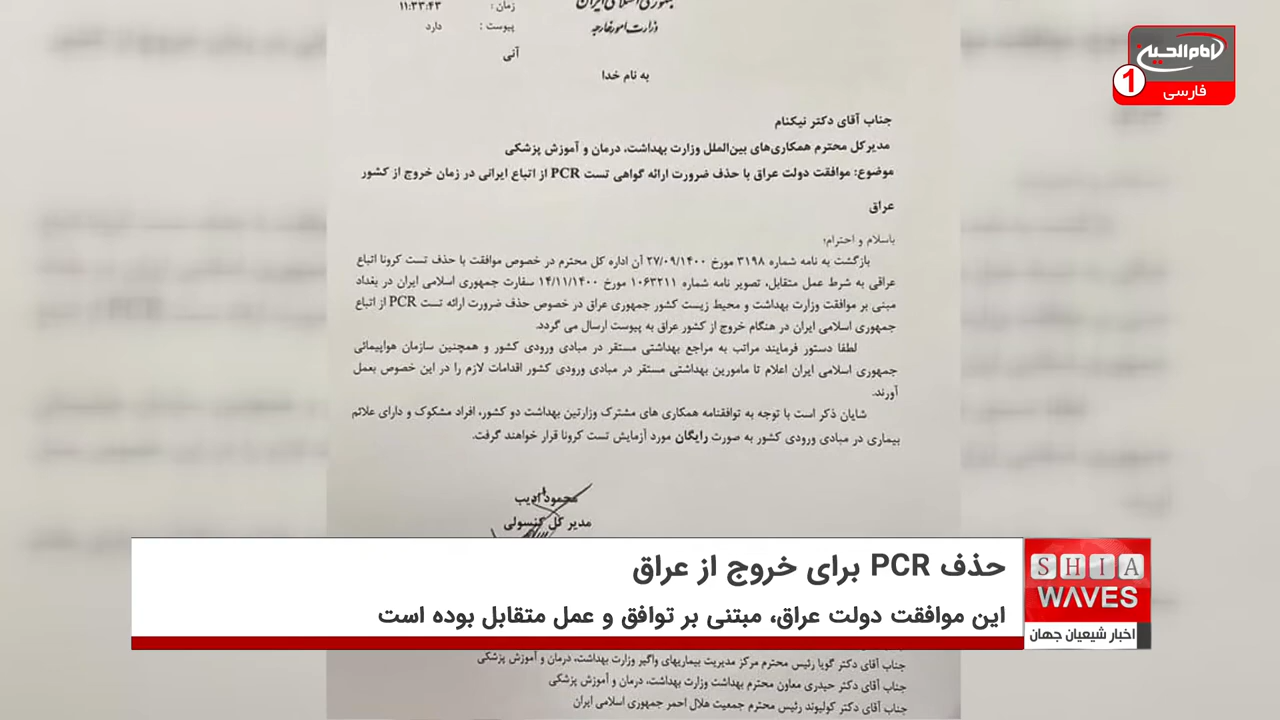 جمهوری اسلامی ایران
وزارت امور خارجه
زمان : ۱۱:۳۳:۴۳
پیوست : دارد
آنی
به نام خدا
جناب آقای دکتر نیکنام
مدیرکل محترم همکاری‌های بین‌الملل وزارت بهداشت، درمان و آموزش پزشکی
موضوع: موافقت دولت عراق با حذف ضرورت ارائه گواهی تست PCR از اتباع ایرانی در زمان خروج از کشور
عراق
باسلام و احترام؛
بازگشت به نامه شماره ۳۱۹۸ مورخ ۲۷/۰۹/۱۴۰۰ آن اداره کل محترم در خصوص موافقت با حذف تست کرونا اتباع
عراقی به شرط عمل متقابل، تصویر نامه شماره ۱۰۶۳۲۱۱ مورخ ۱۴/۱۱/۱۴۰۰ سفارت جمهوری اسلامی ایران در بغداد
مبنی بر موافقت وزارت بهداشت و محیط زیست کشور جمهوری عراق در خصوص حذف ضرورت ارائه تست PCR از اتباع
جمهوری اسلامی ایران در هنگام خروج از کشور عراق به پیوست ارسال می گردد.
لطفا دستور فرمایند مراتب به مراجع بهداشتی مستقر در مبادی ورودی کشور و همچنین سازمان هواپیمائی
جمهوری اسلامی ایران اعلام تا مامورین بهداشتی مستقر در مبادی ورودی کشور اقدامات لازم را در این خصوص بعمل
آورند.
شایان ذکر است با توجه به توافقنامه همکاری های مشترک وزارتین بهداشت دو کشور، افراد مشکوک و دارای علائم
بیماری در مبادی ورودی کشور به صورت رایگان مورد آزمایش تست کرونا قرار خواهند گرفت.
محمود ادیب
مدیر کل کنسولی
جناب آقای دکتر گویا رئیس محترم مرکز مدیریت بیماریهای واگیر وزارت بهداشت، درمان و آموزش پزشکی
جناب آقای دکتر حیدری معاون محترم بهداشت وزارت بهداشت، درمان و آموزش پزشکی
جناب آقای دکتر کولیوند رئیس محترم جمعیت هلال احمر جمهوری اسلامی ایران
امام الحسین
1
فارسی
حذف PCR برای خروج از عراق
این موافقت دولت عراق، مبتنی بر توافق و عمل متقابل بوده است
SHIA
WAVES
اخبار شیعیان جهان